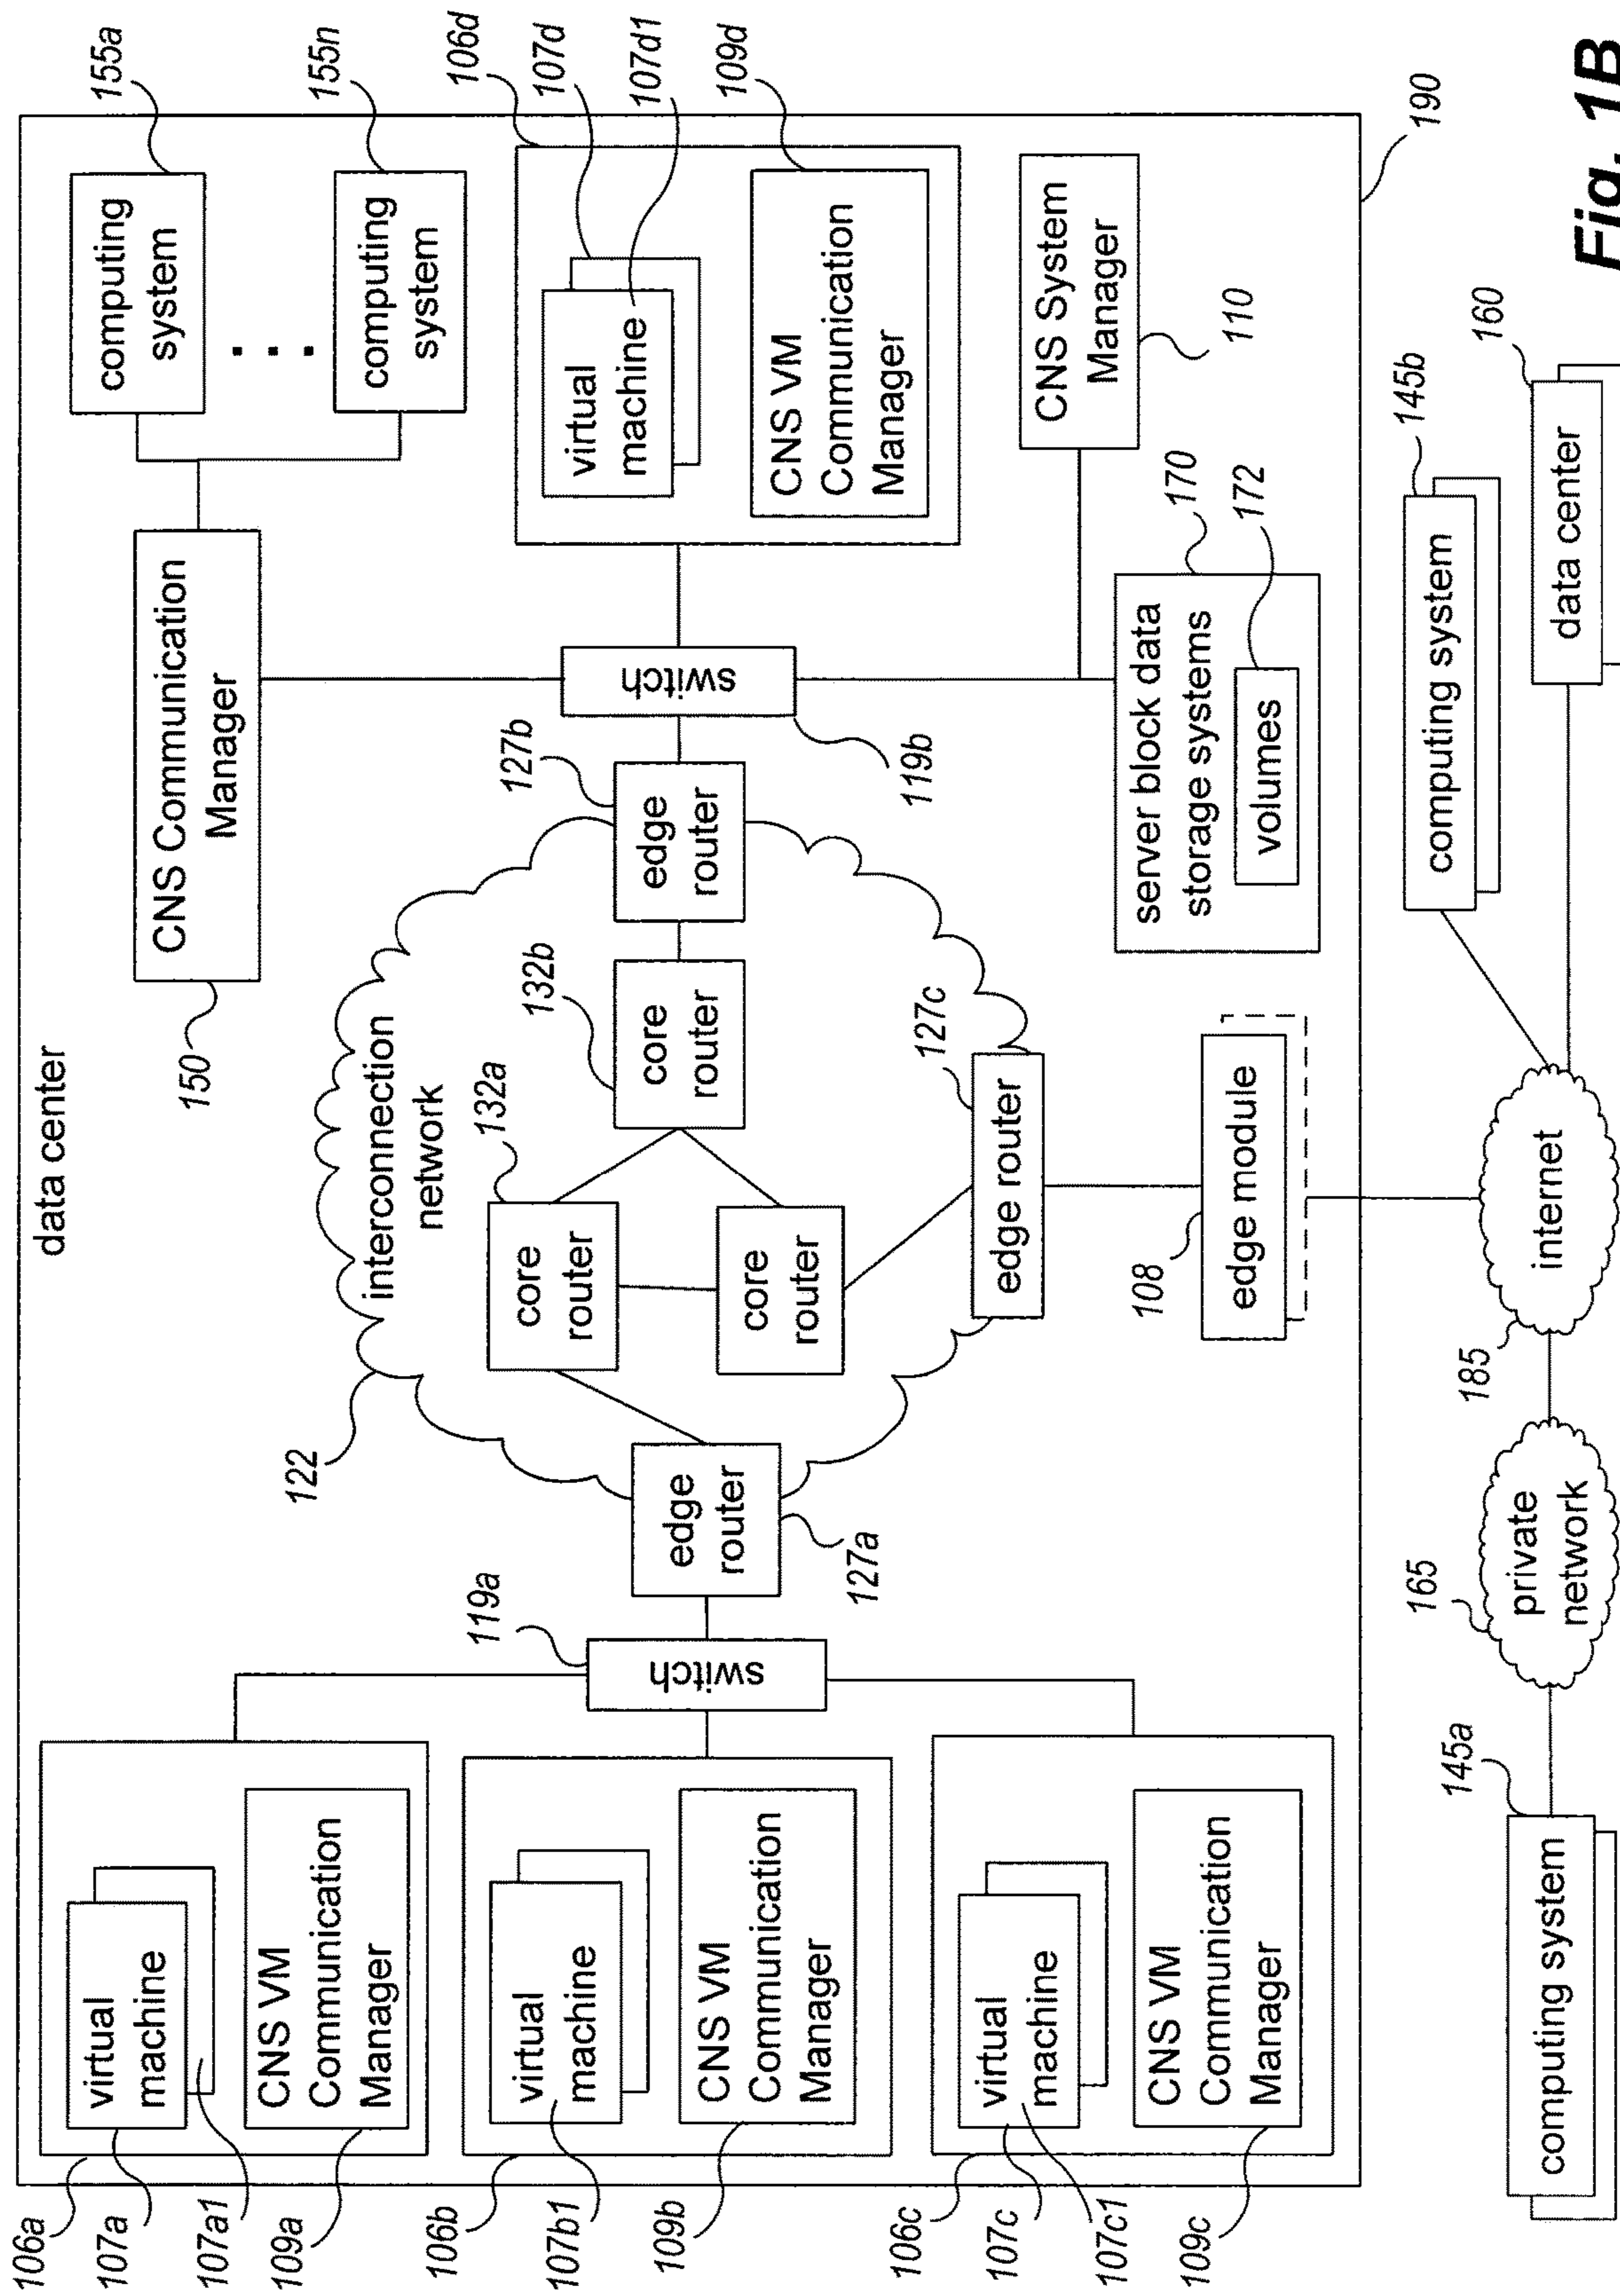 data center
106a
107a
107a1
109a
virtual
machine
CNS VM
Communication
Manager
106b
107b1
109b
virtual
machine
CNS VM
Communication
Manager
106c
107c
107c1
109c
virtual
machine
CNS VM
Communication
Manager
119a
switch
122
interconnection
network
edge
router
127a
132a
core
router
core
router
132b
core
router
127b
edge
router
127c
edge router
108
edge module
150
CNS Communication
Manager
155a
computing
system
. . .
155n
computing
system
switch
119b
106d
107d
107d1
109d
virtual
machine
CNS VM
Communication
Manager
CNS System
Manager
110
170
172
server block data
storage systems
volumes
190
145a
computing system
165
private
network
185
internet
145b
computing system
160
data center
Fig. 1B